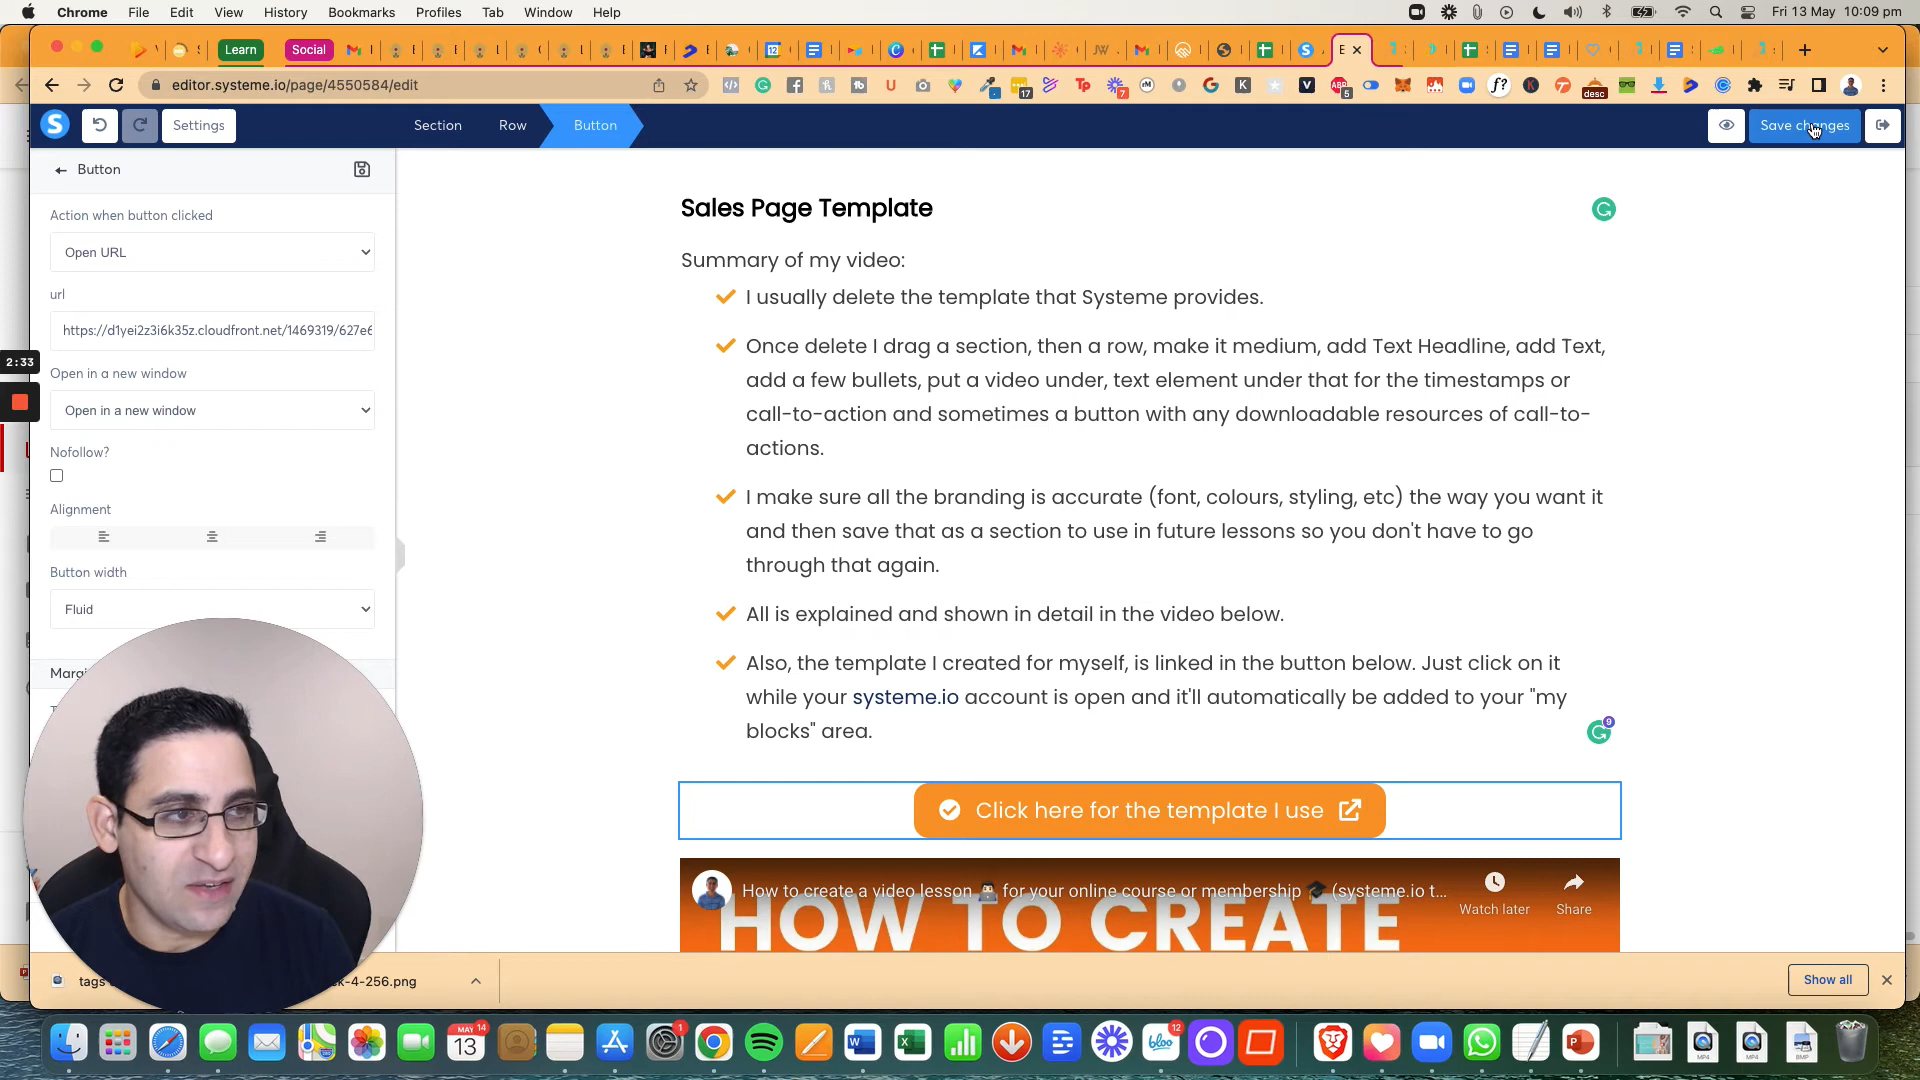 Chrome File Edit View History Bookmarks Profiles Tab Window Help Fri 13 May 10:09 pm
Learn Social
editor.systeme.io/page/4550584/edit
Settings Section Row Button Save changes
Button
Action when button clicked
Open URL
url
https://d1yei2z3i6k35z.cloudfront.net/1469319/627e6
2:33
Open in a new window
Open in a new window
Nofollow?
Alignment
Button width
Fluid
Sales Page Template
Summary of my video:
I usually delete the template that Systeme provides.
Once delete I drag a section, then a row, make it medium, add Text Headline, add Text,
add a few bullets, put a video under, text element under that for the timestamps or
call-to-action and sometimes a button with any downloadable resources of call-to-
actions.
I make sure all the branding is accurate (font, colours, styling, etc) the way you want it
and then save that as a section to use in future lessons so you don't have to go
through that again.
All is explained and shown in detail in the video below.
Also, the template I created for myself, is linked in the button below. Just click on it
while your systeme.io account is open and it'll automatically be added to your "my
blocks" area.
Click here for the template I use
How to create a video lesson for your online course or membership (systeme.io t...
Watch later Share
HOW TO CREATE
tags k-4-256.png
Show all